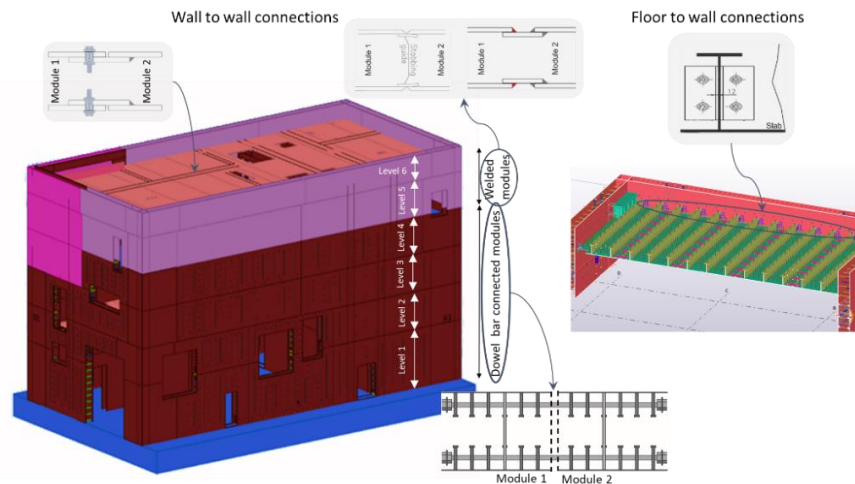 Wall to wall connections
Floor to wall connections
Module 1
Module 2
Module 1
Stabbing
guide
Module 2
Module 1
Module 2
12
Slab
Level 6
Level 5
Level 4
Level 3
Level 2
Level 1
Welded
modules
Dowel bar connected modules
Module 1
Module 2